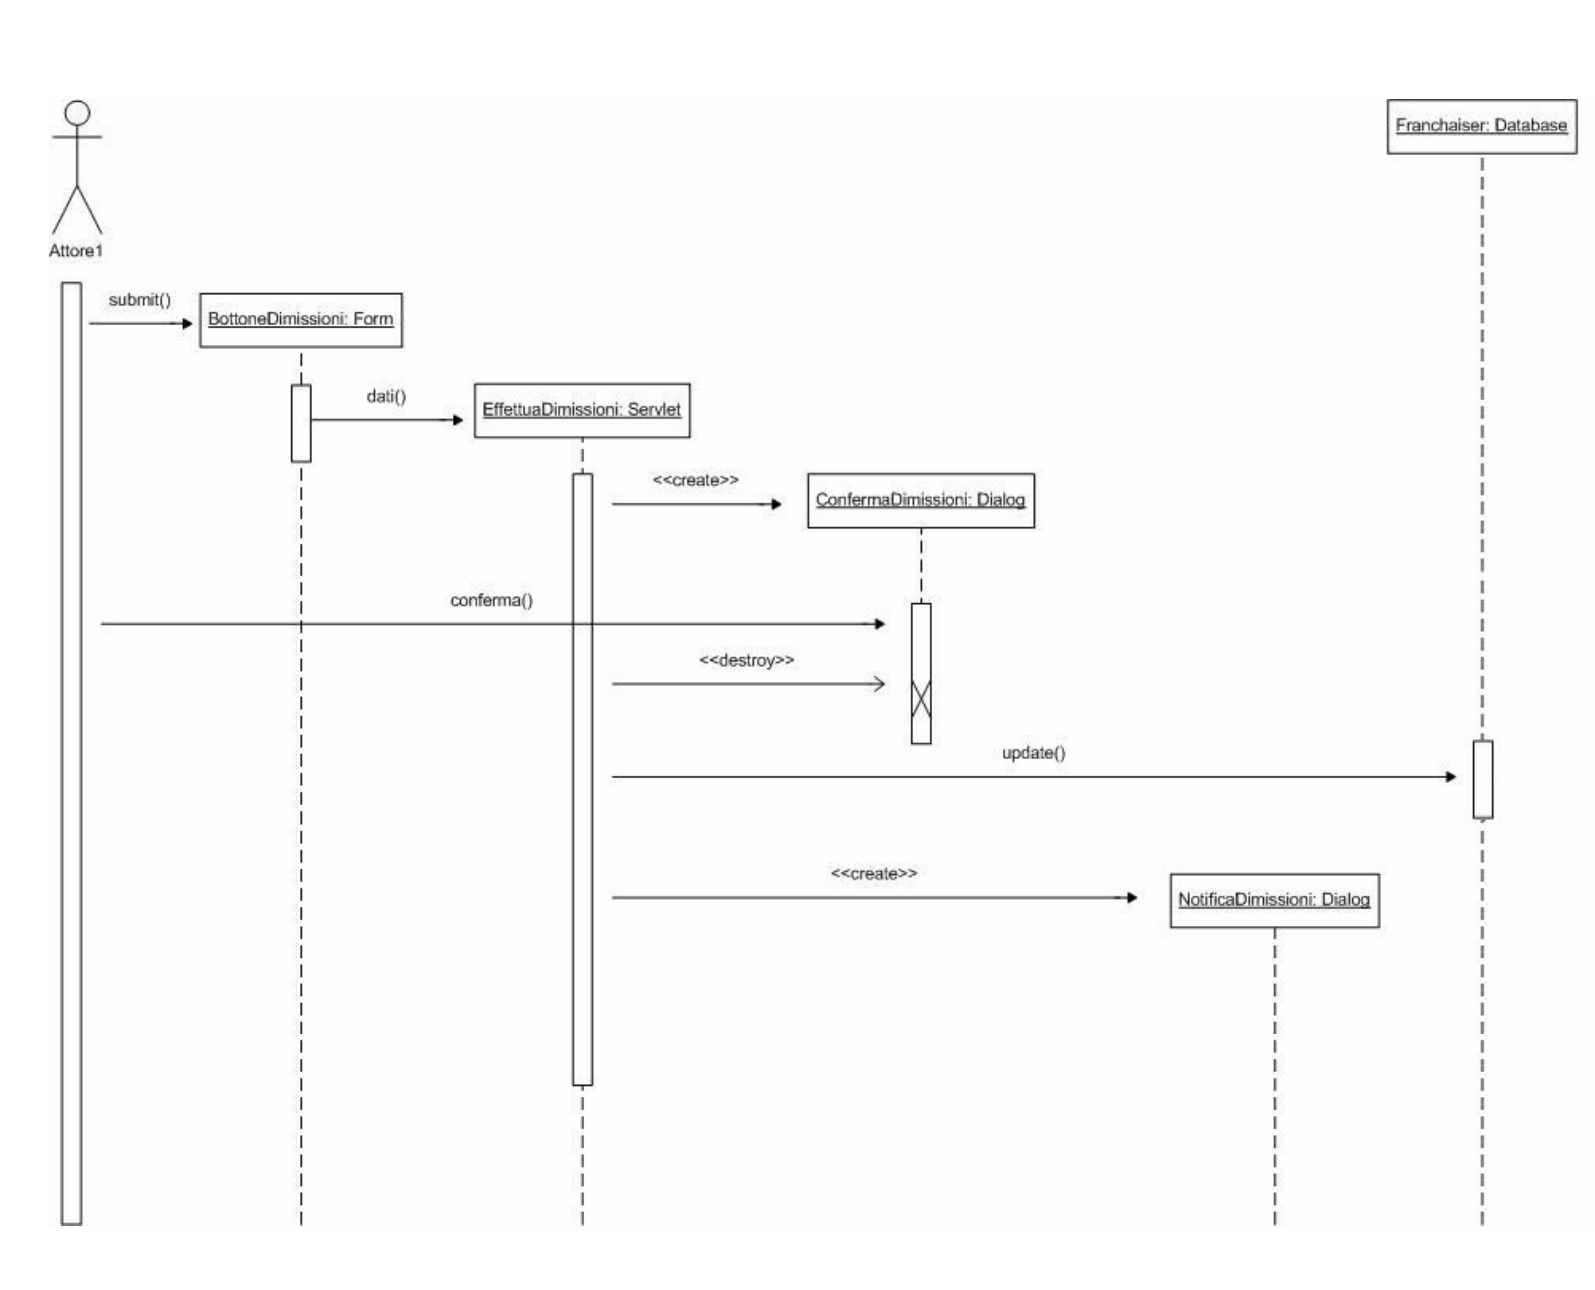 Franchaiser: Database
Attore1
submit()
BottoneDimissioni: Form
dati()
EffettuaDimissioni: Servlet
<<create>>
ConfermaDimissioni: Dialog
conferma()
<<destroy>>
update()
<<create>>
NotificaDimissioni: Dialog